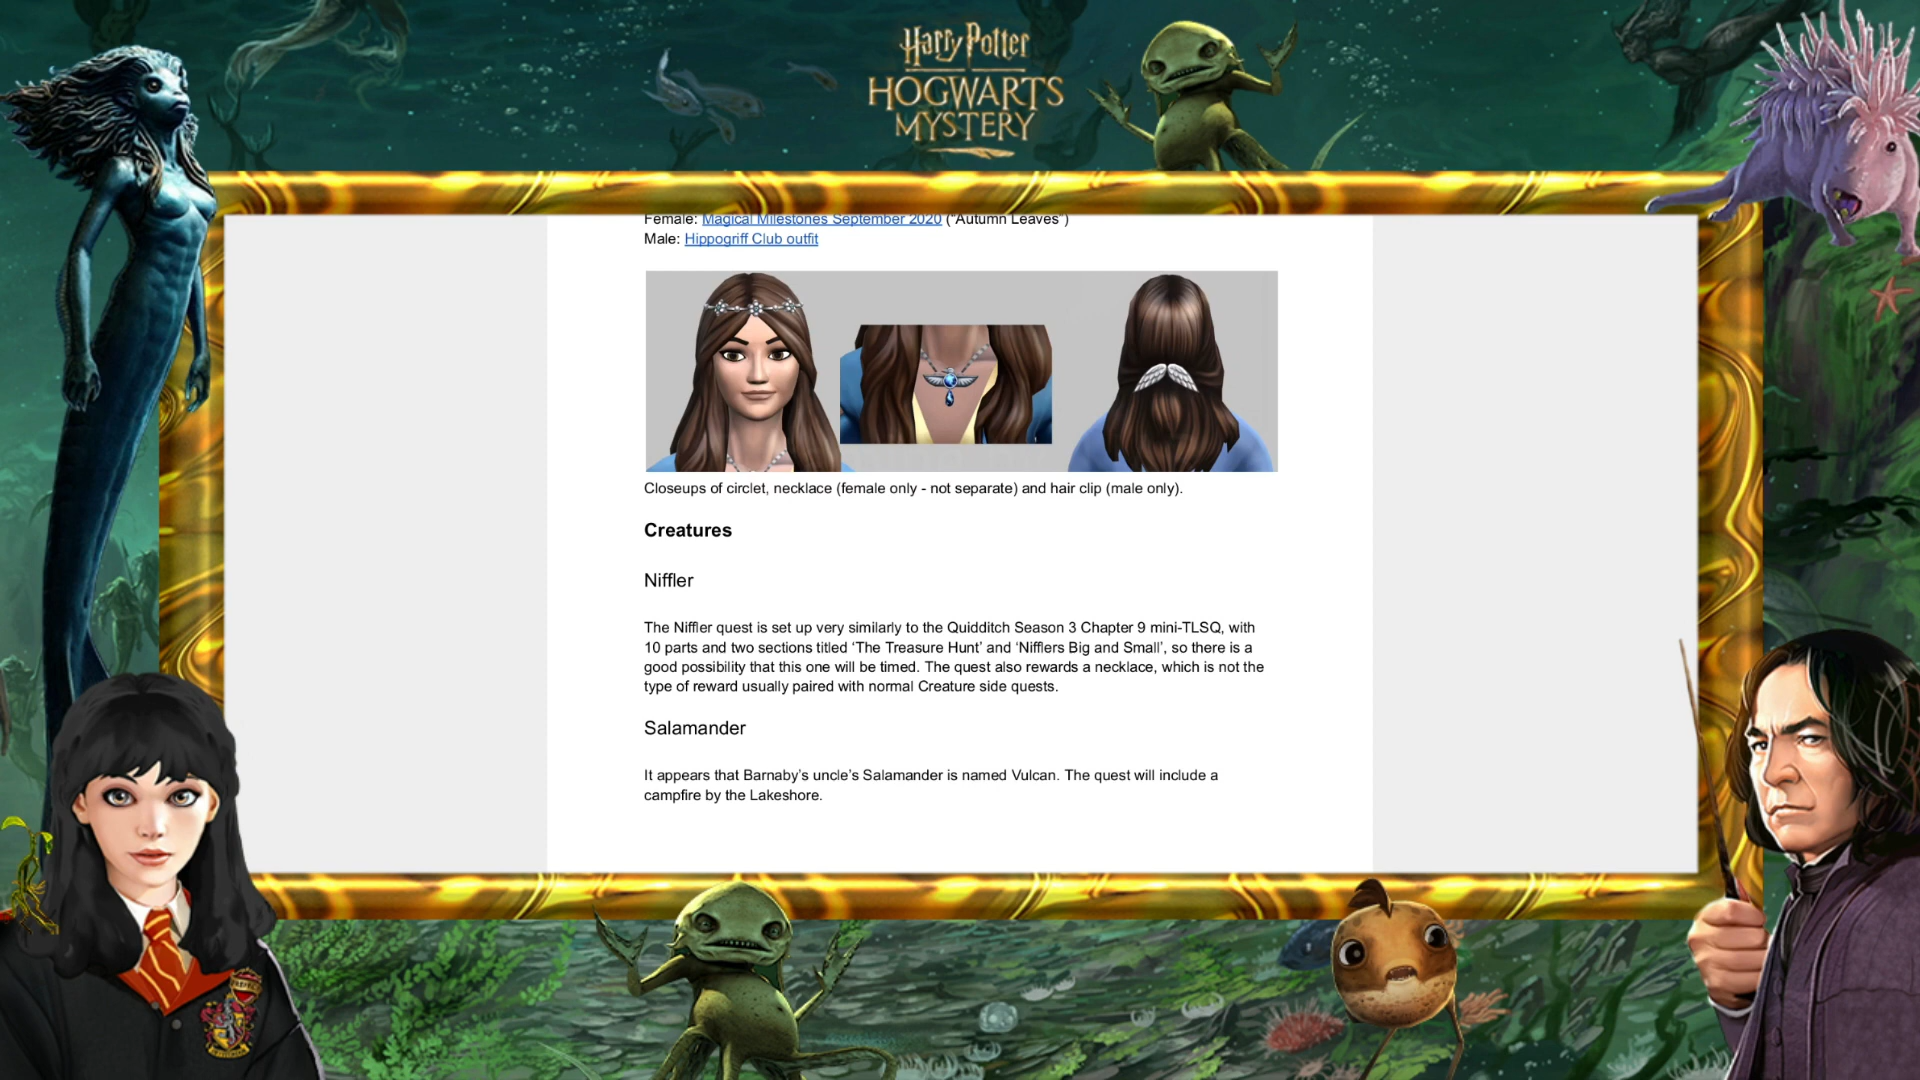 Harry Potter
HOGWARTS
MYSTERY
Female: Magical Milestones September 2020 ("Autumn Leaves")
Male: Hippogriff Club outfit
Closeups of circlet, necklace (female only - not separate) and hair clip (male only).
Creatures
Niffler
The Niffler quest is set up very similarly to the Quidditch Season 3 Chapter 9 mini-TLSQ, with
10 parts and two sections titled ‘The Treasure Hunt’ and ‘Nifflers Big and Small’, so there is a
good possibility that this one will be timed. The quest also rewards a necklace, which is not the
type of reward usually paired with normal Creature side quests.
Salamander
It appears that Barnaby’s uncle’s Salamander is named Vulcan. The quest will include a
campfire by the Lakeshore.